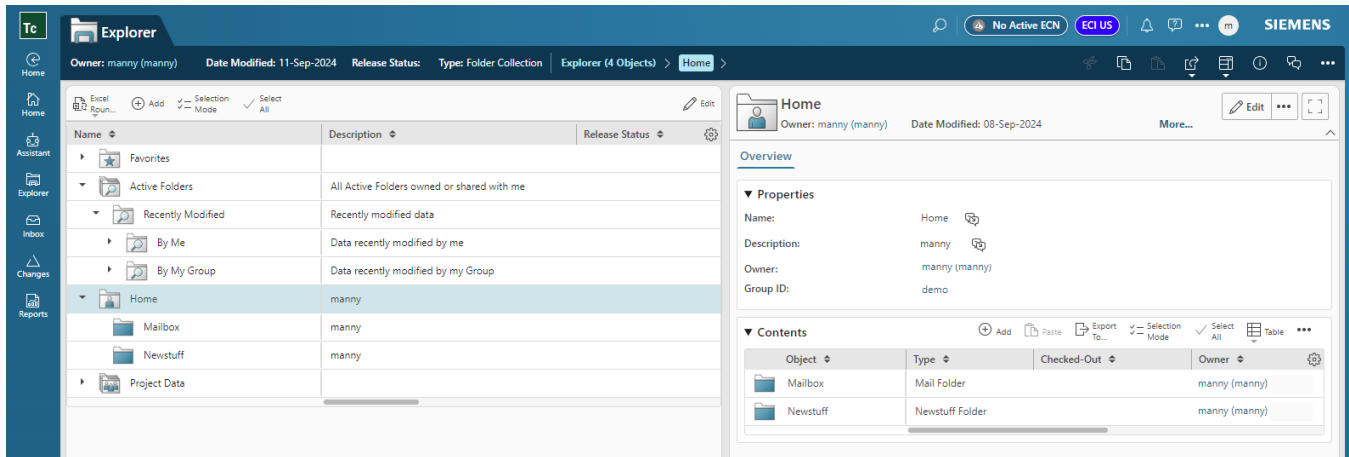 Tc
Explorer
No Active ECN
ECI US
m
SIEMENS
Home
Home
Assistant
Explorer
Inbox
Changes
Reports
Owner: manny (manny) Date Modified: 11-Sep-2024 Release Status: Type: Folder Collection Explorer (4 Objects) > Home >
Excel Roun...
Add
Selection Mode
Select All
Edit
Name Description Release Status
Favorites
Active Folders All Active Folders owned or shared with me
Recently Modified Recently modified data
By Me Data recently modified by me
By My Group Data recently modified by my Group
Home manny
Mailbox manny
Newstuff manny
Project Data
Home
Owner: manny (manny) Date Modified: 08-Sep-2024 More...
Edit
Overview
Properties
Name: Home
Description: manny
Owner: manny (manny)
Group ID: demo
Contents
Add
Paste
Export To...
Selection Mode
Select All
Table
Object Type Checked-Out Owner
Mailbox Mail Folder manny (manny)
Newstuff Newstuff Folder manny (manny)